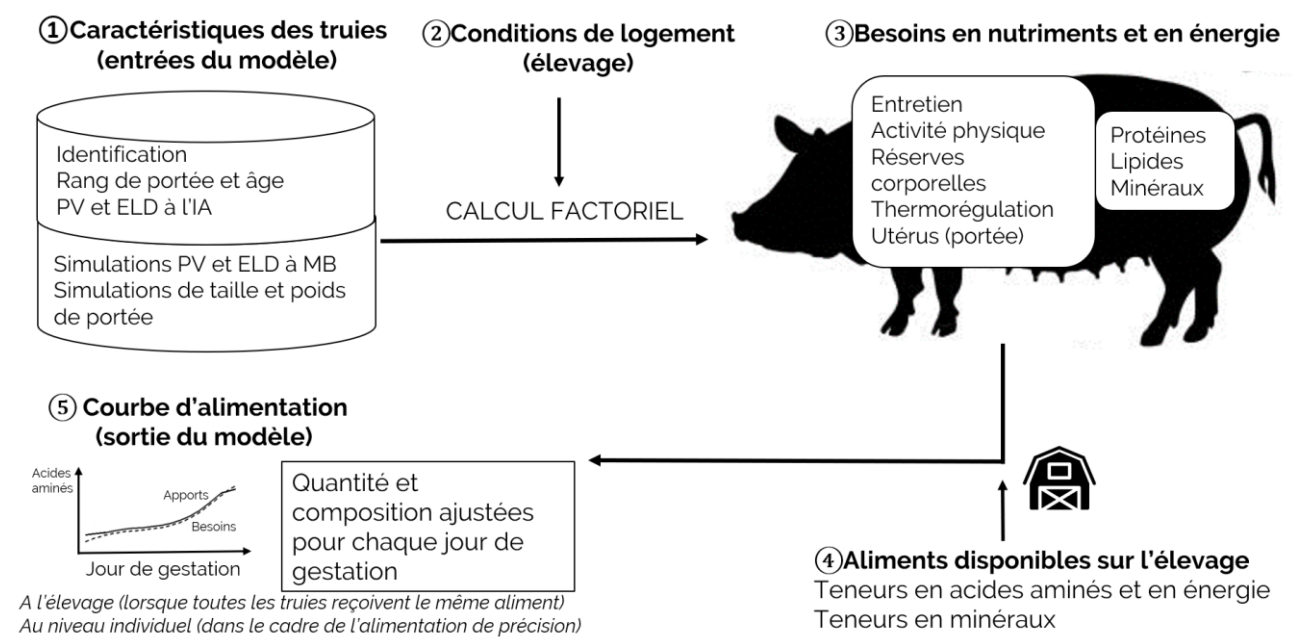 ①Caractéristiques des truies
(entrées du modèle)
Identification
Rang de portée et âge
PV et ELD à l'IA
Simulations PV et ELD à MB
Simulations de taille et poids
de portée
②Conditions de logement
(élevage)
CALCUL FACTORIEL
③Besoins en nutriments et en énergie
Entretien
Activité physique
Réserves
corporelles
Thermorégulation
Utérus (portée)
Protéines
Lipides
Minéraux
④Aliments disponibles sur l'élevage
Teneurs en acides aminés et en énergie
Teneurs en minéraux
⑤ Courbe d'alimentation
(sortie du modèle)
Acides
aminés
Apports
Besoins
Jour de gestation
Quantité et
composition ajustées
pour chaque jour de
gestation
A l'élevage (lorsque toutes les truies reçoivent le même aliment)
Au niveau individuel (dans le cadre de l'alimentation de précision)